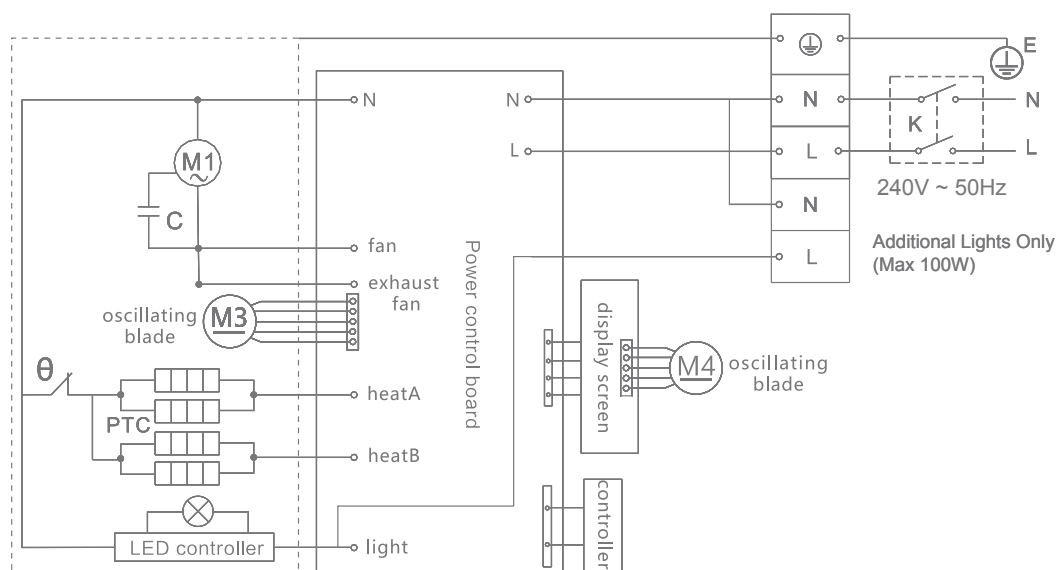 E
N
N
N
N
K
L
L
L
M1
C
240V ~ 50Hz
N
fan
Additional Lights Only
(Max 100W)
L
exhaust
fan
Power control board
oscillating
blade
M3
display screen
M4
oscillating
blade
θ
PTC
heatA
heatB
controller
LED controller
light